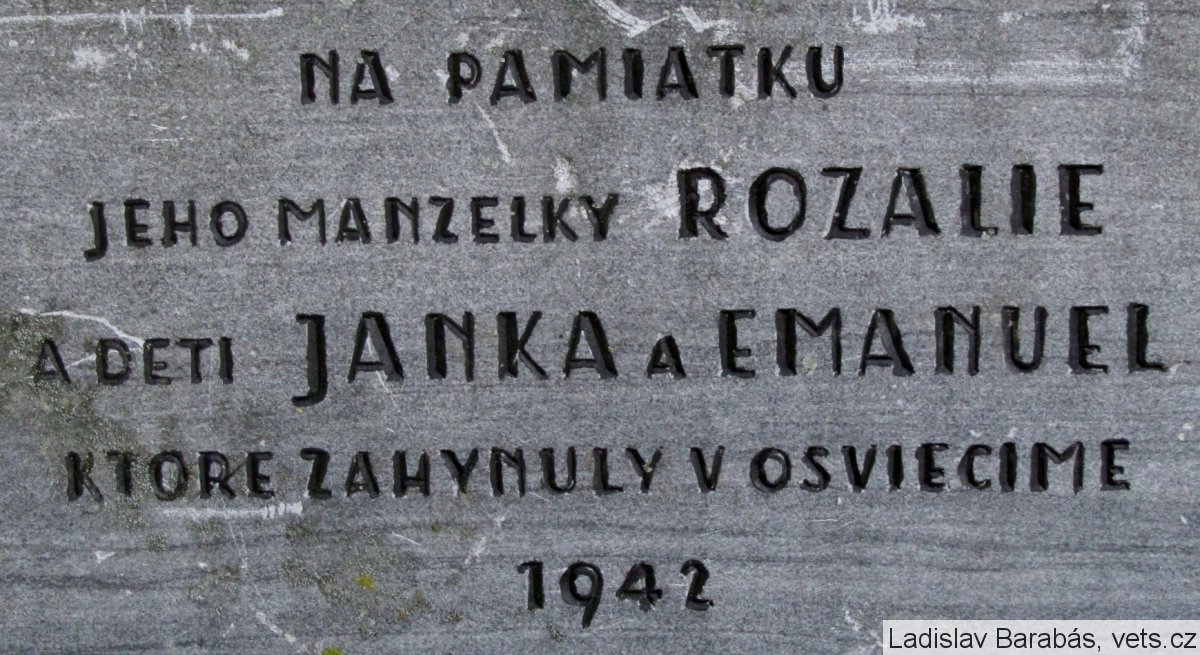 NA PAMIATKU
JEHO MANZELKY ROZALIE
A DETI JANKA A EMANUEL
KTORE ZAHYNULY V OSVIECIME
1942
Ladislav Barabás, vets.cz